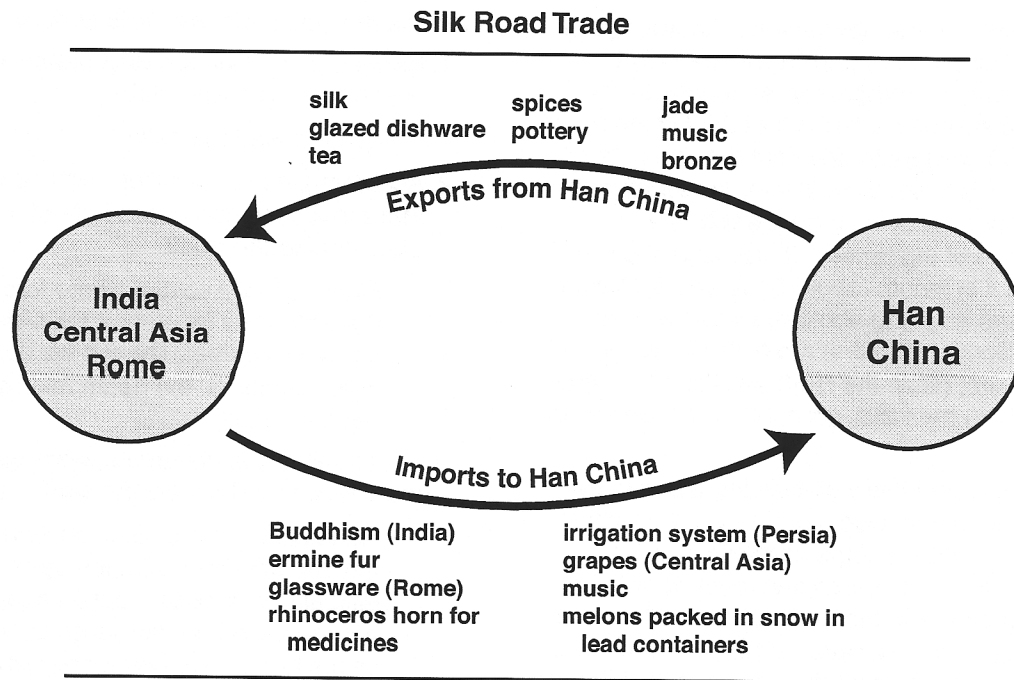 Silk Road Trade
silk
glazed dishware
tea
spices
pottery
jade
music
bronze
Exports from Han China
India
Central Asia
Rome
Han
China
Imports to Han China
Buddhism (India)
ermine fur
glassware (Rome)
rhinoceros horn for
medicines
irrigation system (Persia)
grapes (Central Asia)
music
melons packed in snow in
lead containers